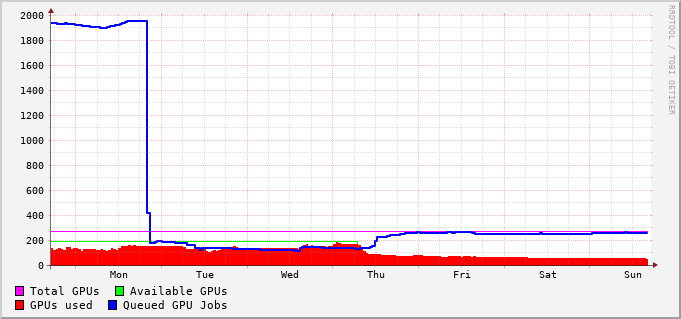 RRDTOOL / TOBI OETIKER
2000
1800
1600
1400
1200
1000
800
600
400
200
0
Mon Tue Wed Thu Fri Sat Sun
Total GPUs Available GPUs
GPUs used Queued GPU Jobs